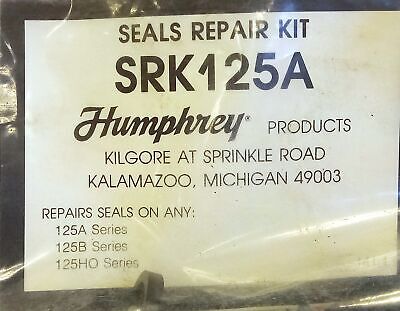 SEALS REPAIR KIT
SRK125A
Humphrey® PRODUCTS
KILGORE AT SPRINKLE ROAD
KALAMAZOO, MICHIGAN 49003
REPAIRS SEALS ON ANY:
125A Series
125B Series
125HO Series